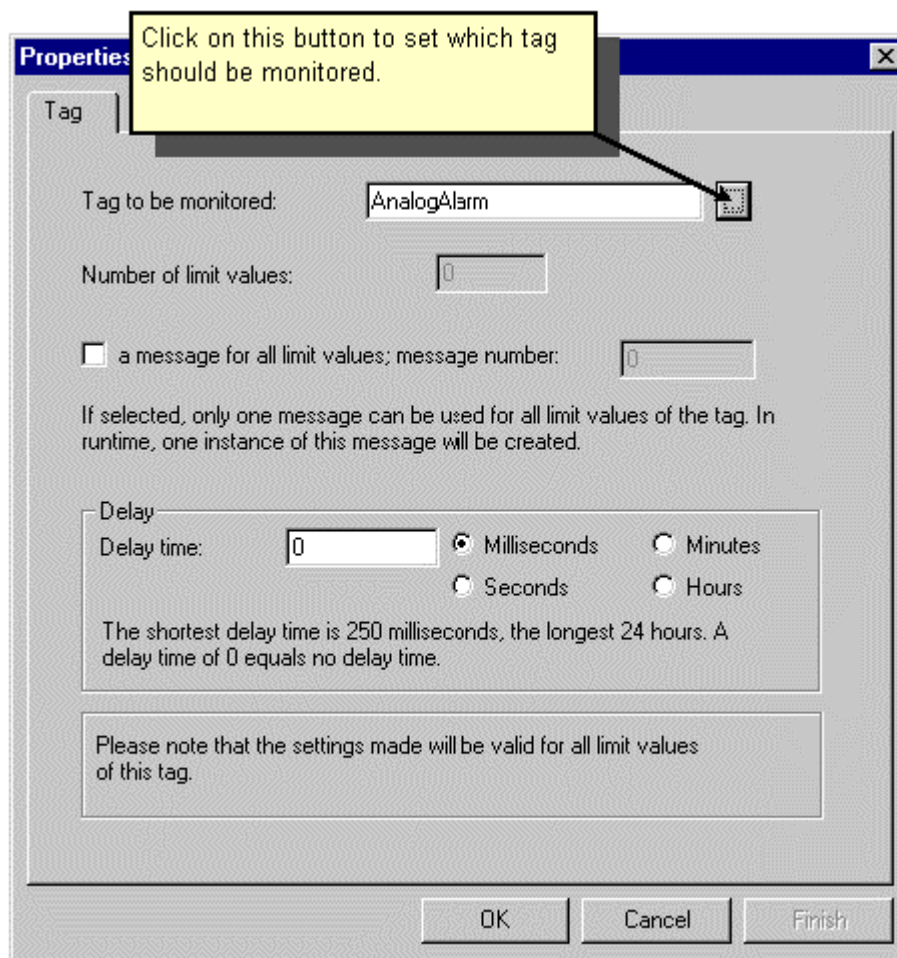 Click on this button to set which tag
should be monitored.
Properties
Tag
Tag to be monitored:
AnalogAlarm
Number of limit values:
0
a message for all limit values; message number:
0
If selected, only one message can be used for all limit values of the tag. In
runtime, one instance of this message will be created.
Delay
Delay time:
0
Milliseconds
Minutes
Seconds
Hours
The shortest delay time is 250 milliseconds, the longest 24 hours. A
delay time of 0 equals no delay time.
Please note that the settings made will be valid for all limit values
of this tag.
OK
Cancel
Finish